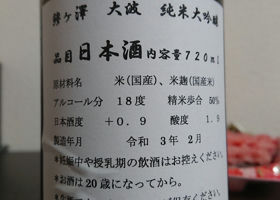 鰺ヶ澤 大波 純米大吟醸
品目 日本酒 内容量720ml
原材料名 米(国産)、米麹(国産米)
アルコール分 18度 精米歩合 50%
日本酒度 +0.9 酸度 1.9
製造年月 令和 3年 2月
*妊娠中や授乳期の飲酒はお控えください。
*お酒は20歳になってから。